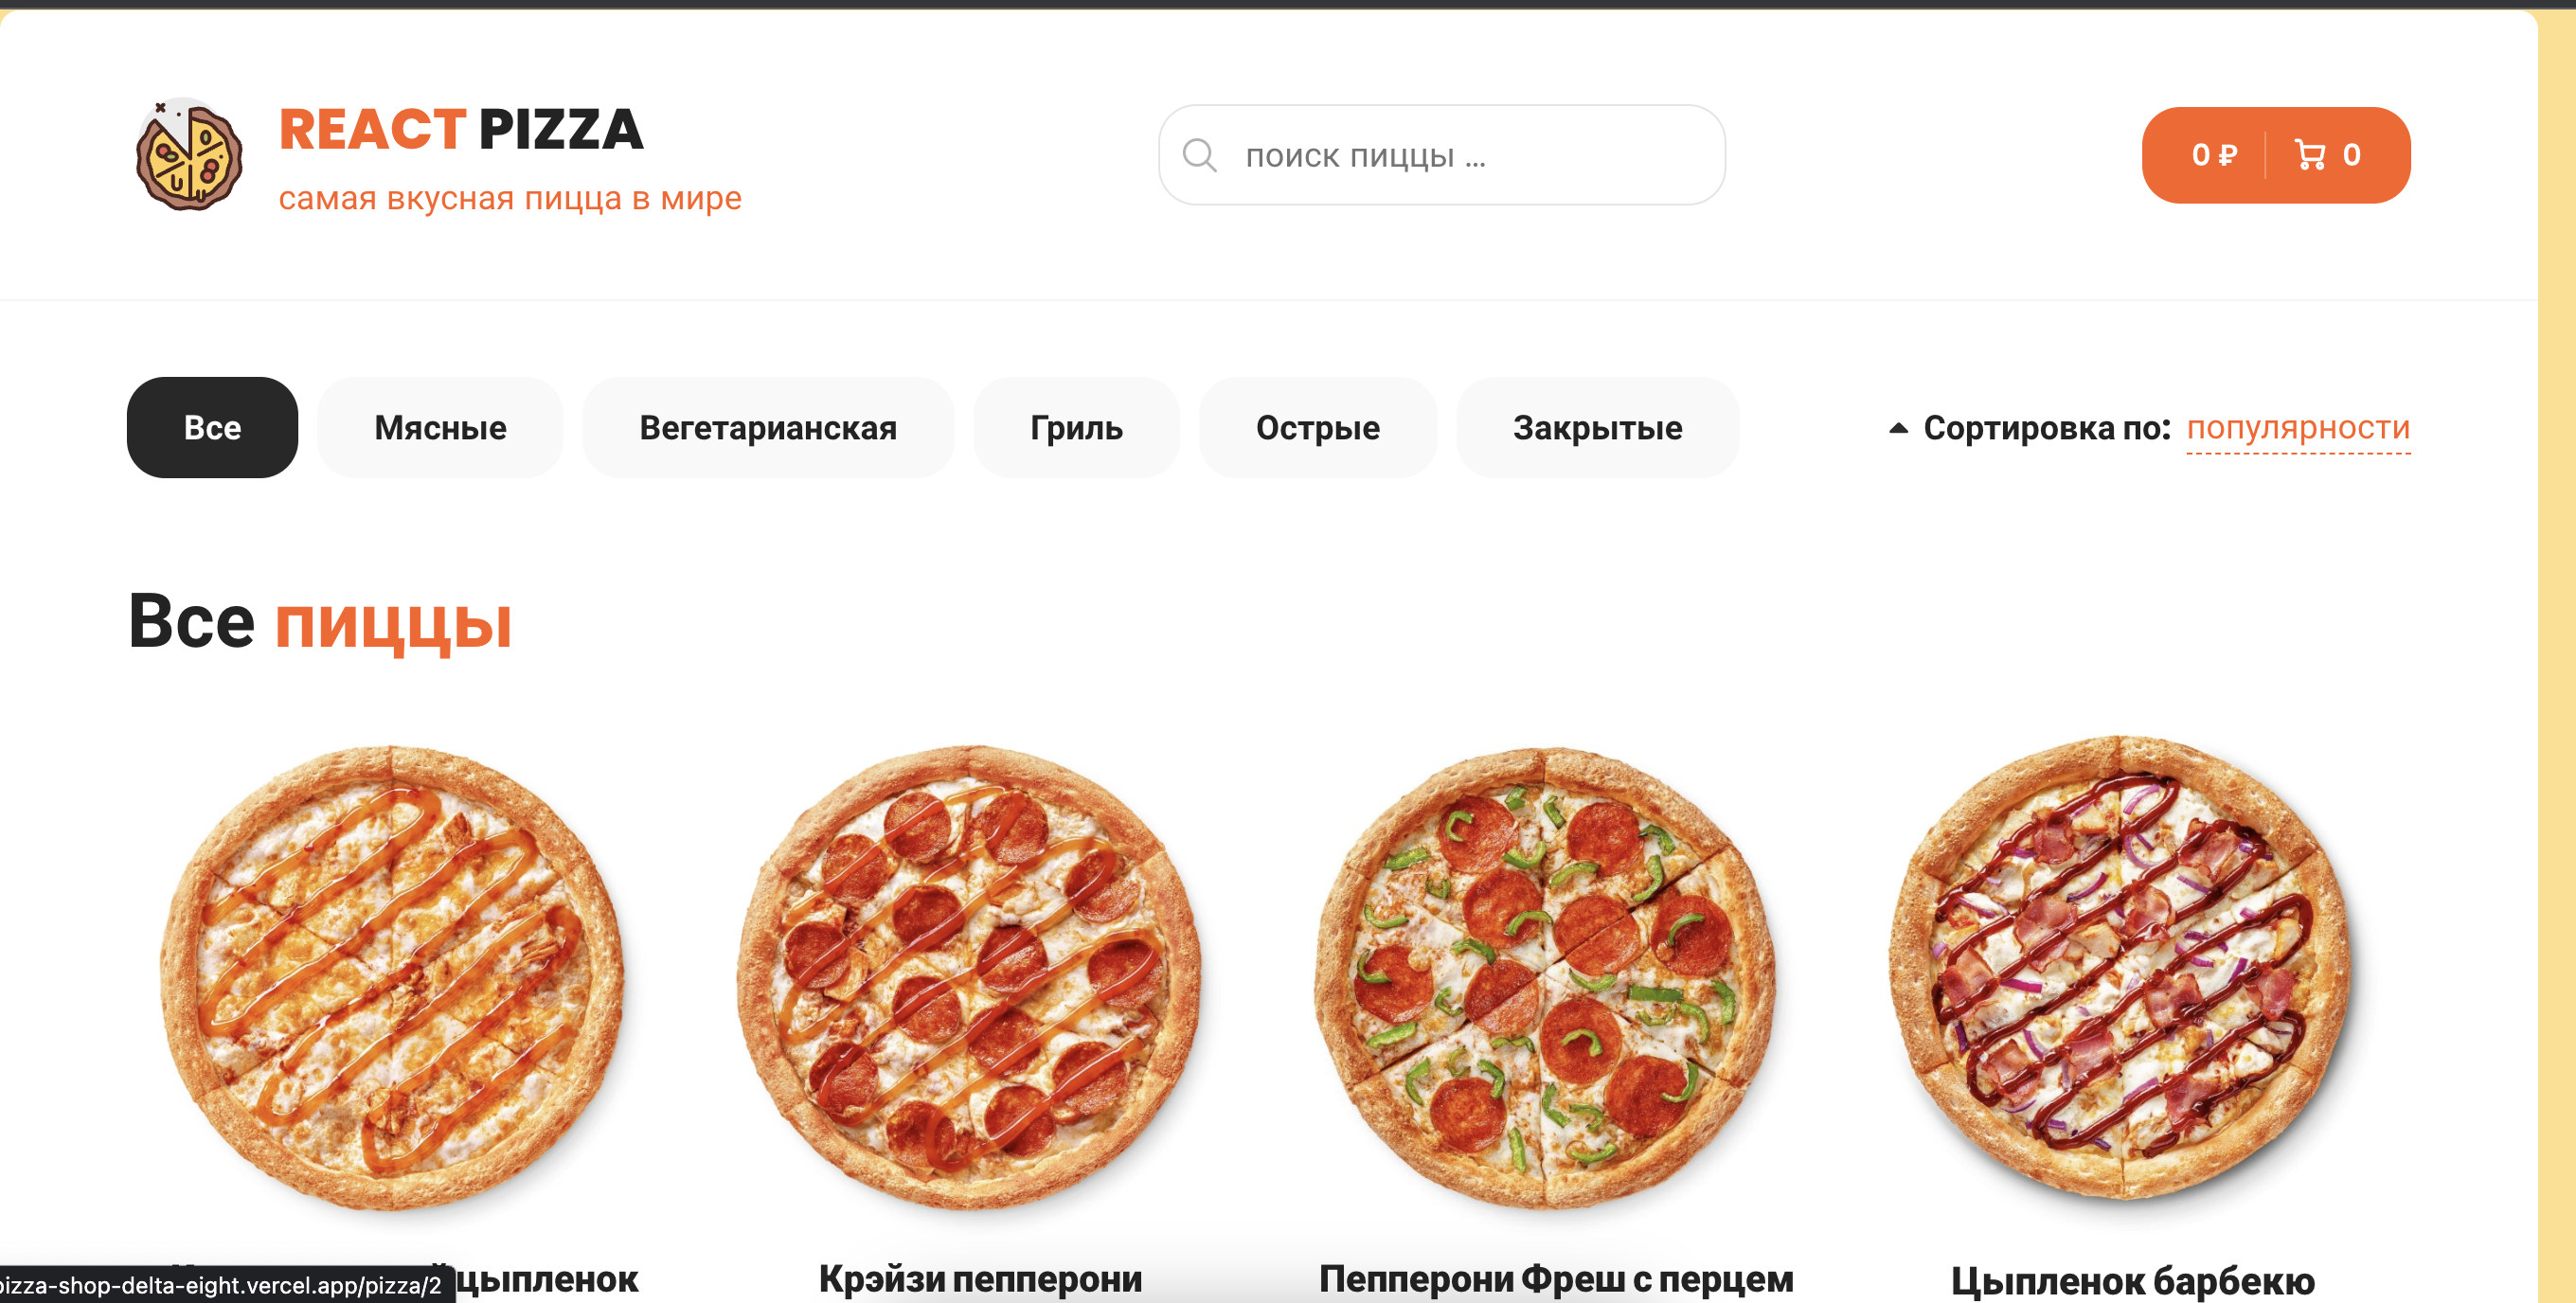 REACT PIZZA
самая вкусная пицца в мире
поиск пиццы ...
0 ₽ 0
Все Мясные Вегетарианская Гриль Острые Закрытые Сортировка по: популярности
Все пиццы
цыпленок Крэйзи пепперони Пепперони Фреш с перцем Цыпленок барбекю
pizza-shop-delta-eight.vercel.app/pizza/2